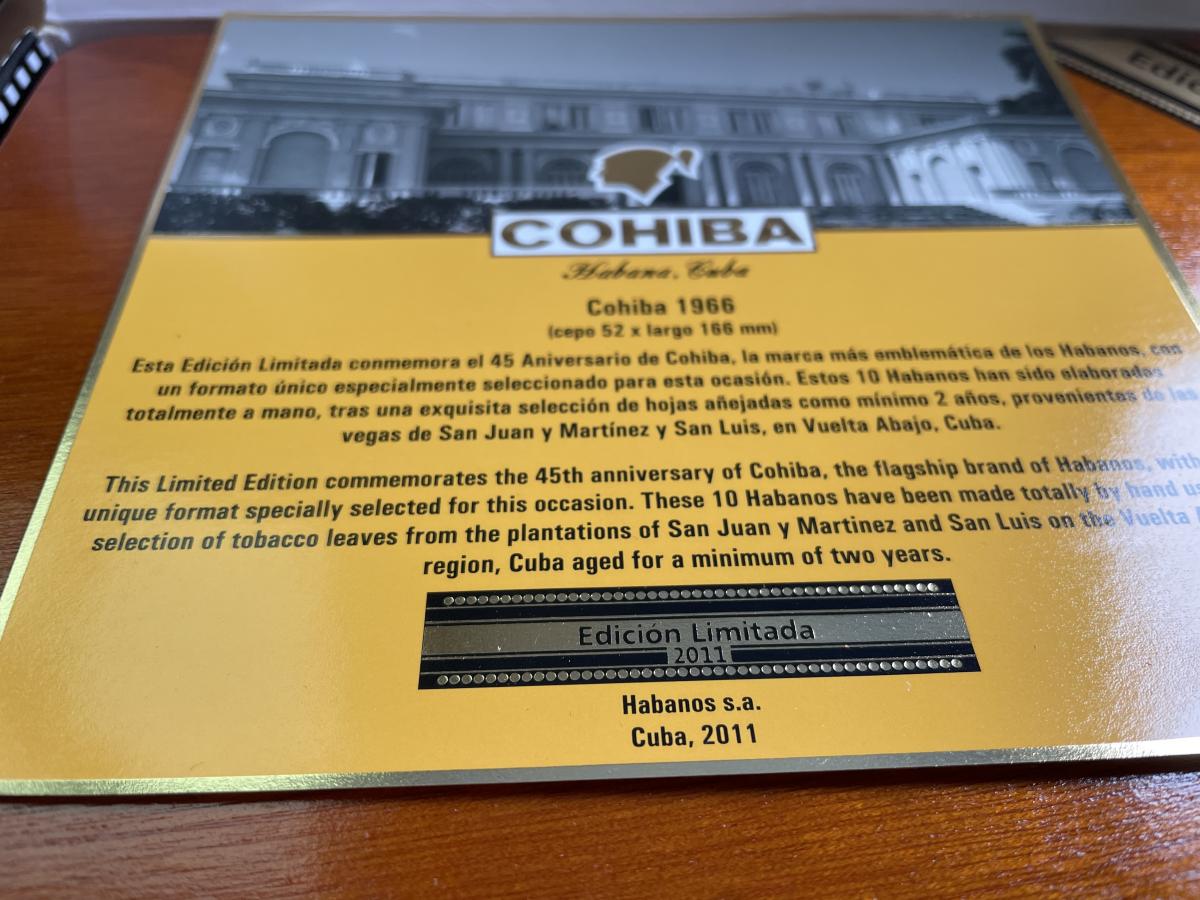 Edi
COHIBA
Habana, Cuba
Cohiba 1966
(cepo 52 x largo 166 mm)
Esta Edición Limitada conmemora el 45 Aniversario de Cohiba, la marca más emblemática de los Habanos, con
un formato único especialmente seleccionado para esta ocasión. Estos 10 Habanos han sido elaborados
totalmente a mano, tras una exquisita selección de hojas añejadas como mínimo 2 años, provenientes de las
vegas de San Juan y Martínez y San Luis, en Vuelta Abajo, Cuba.
This Limited Edition commemorates the 45th anniversary of Cohiba, the flagship brand of Habanos, with
unique format specially selected for this occasion. These 10 Habanos have been made totally by hand us
selection of tobacco leaves from the plantations of San Juan y Martinez and San Luis on the Vuelta
region, Cuba aged for a minimum of two years.
Edición Limitada
2011
Habanos s.a.
Cuba, 2011